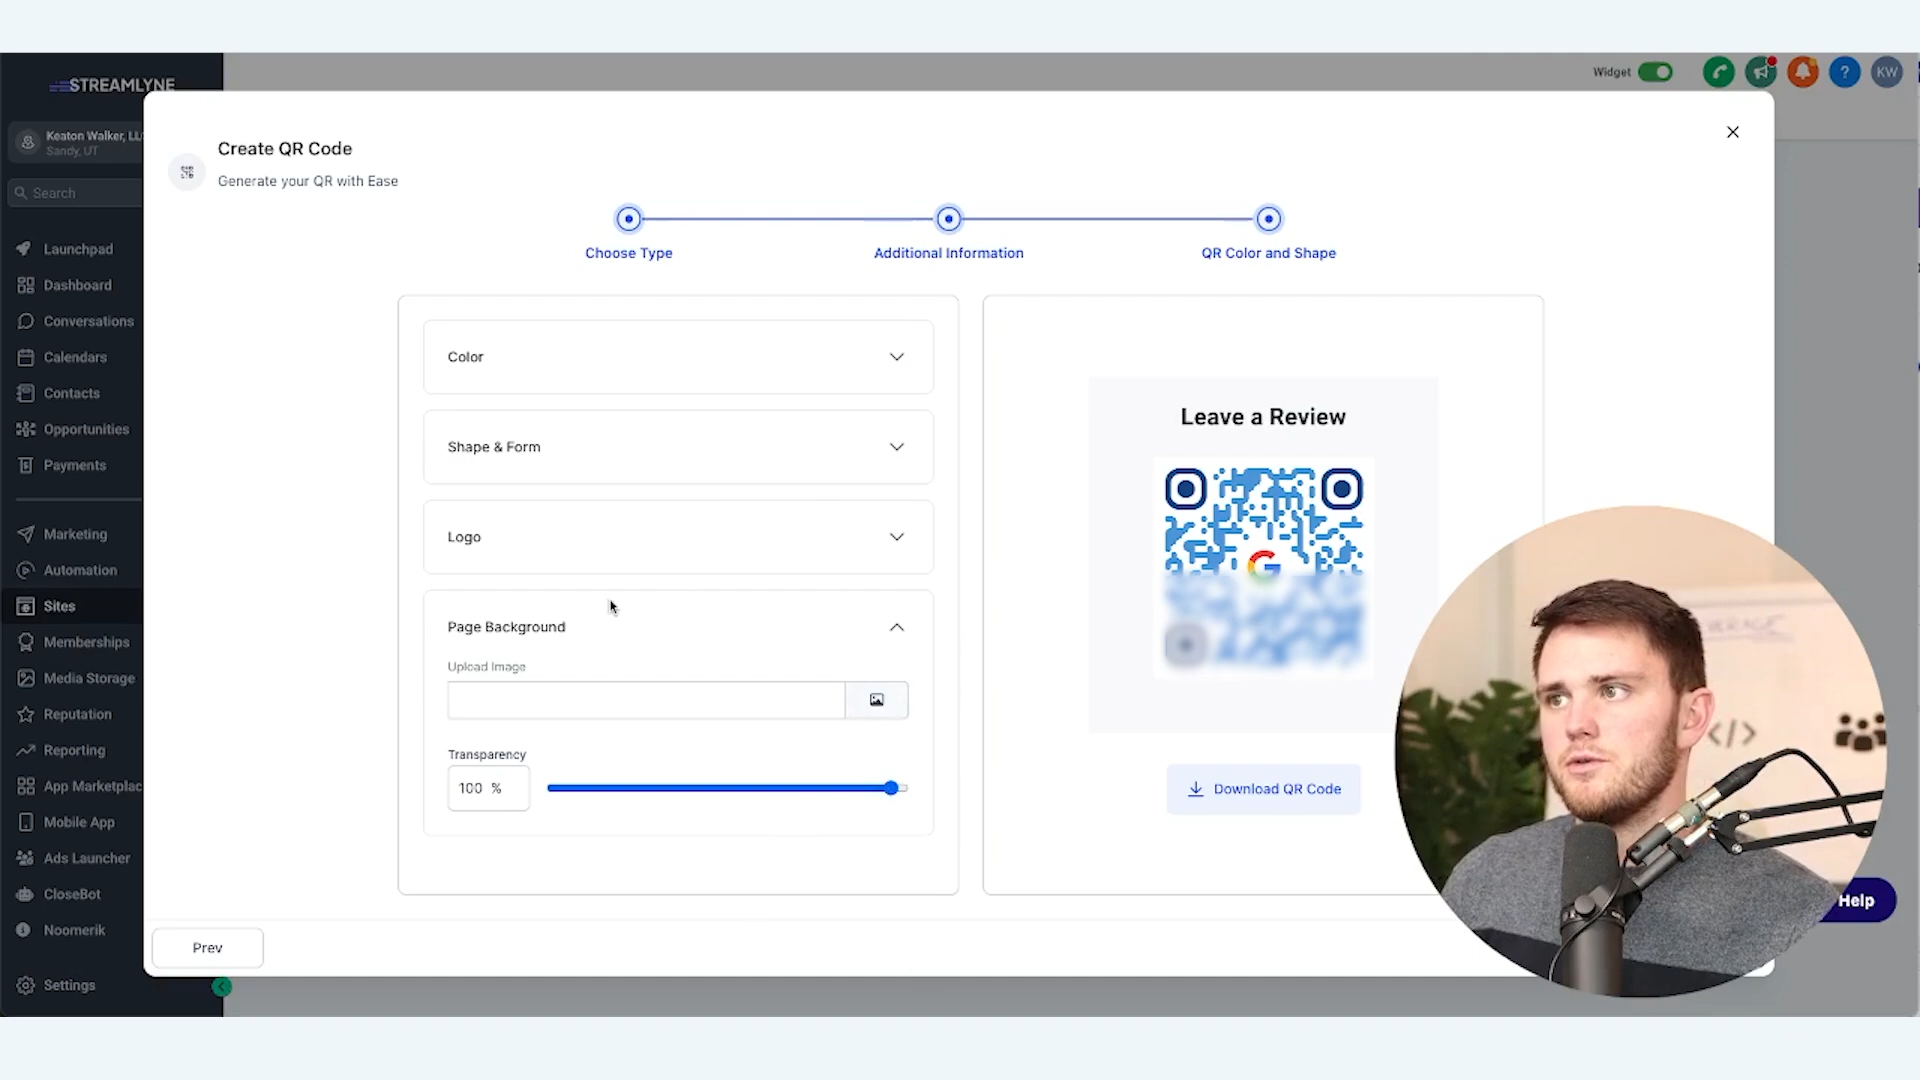 STREAMLYNE
Widget
KW
Keaton Walker, LL
Sandy, UT
Search
Launchpad
Dashboard
Conversations
Calendars
Contacts
Opportunities
Payments
Marketing
Automation
Sites
Memberships
Media Storage
Reputation
Reporting
App Marketplac
Mobile App
Ads Launcher
CloseBot
Noomerik
Settings
Create QR Code
Generate your QR with Ease
Choose Type
Additional Information
QR Color and Shape
Color
Shape & Form
Logo
Page Background
Upload Image
Transparency
100 %
Leave a Review
G
Download QR Code
Prev
</>
Help